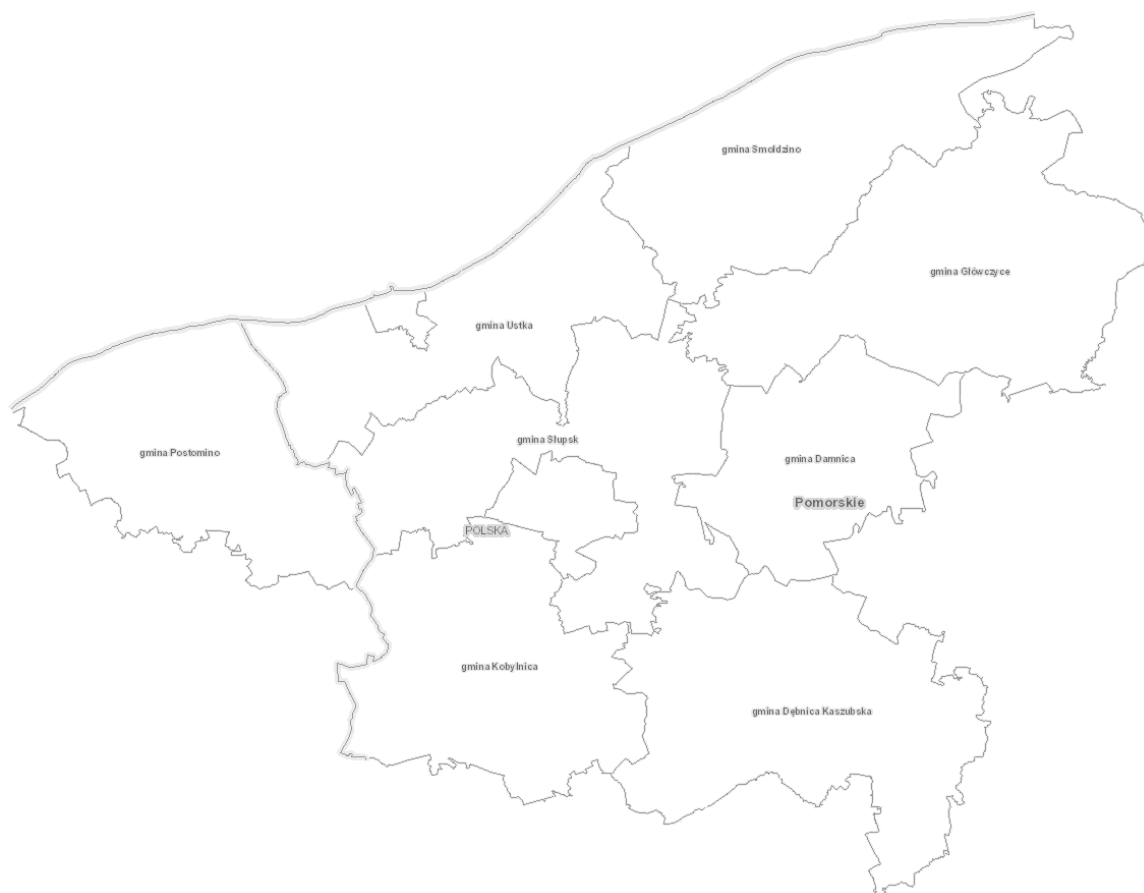 gmina Smołdzino
gmina Główczyce
gmina Ustka
gmina Słupsk
gmina Postomino
gmina Damnica
Pomorskie
POLSKA
gmina Kobylnica
gmina Dębnica Kaszubska